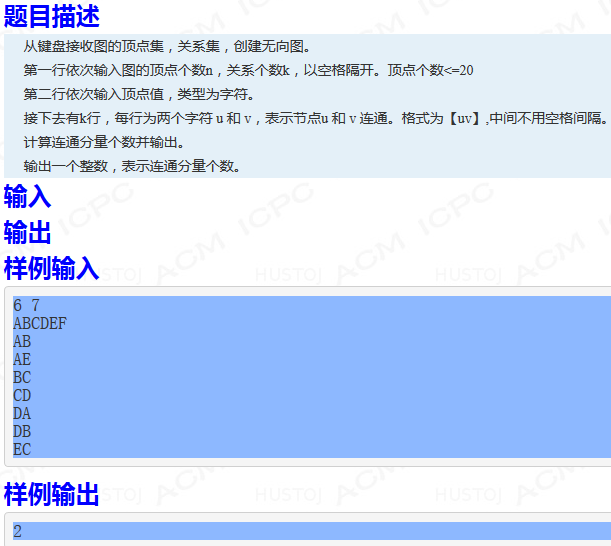 题目描述
从键盘接收图的顶点集，关系集，创建无向图。
第一行依次输入图的顶点个数n，关系个数k，以空格隔开。顶点个数<=20
第二行依次输入顶点值，类型为字符。
接下去有k行，每行为两个字符 u 和 v，表示节点u 和 v 连通。格式为【uv】,中间不用空格间隔。
计算连通分量个数并输出。
输出一个整数，表示连通分量个数。
输入
输出
样例输入
6 7
ABCDEF
AB
AE
BC
CD
DA
DB
EC
样例输出
2
HUSTOJ ACM ICPC